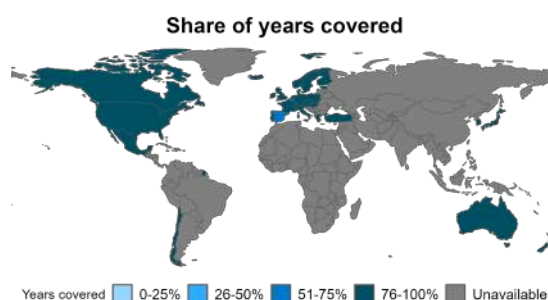 Share of years covered
Years covered 0-25% 26-50% 51-75% 76-100% Unavailable